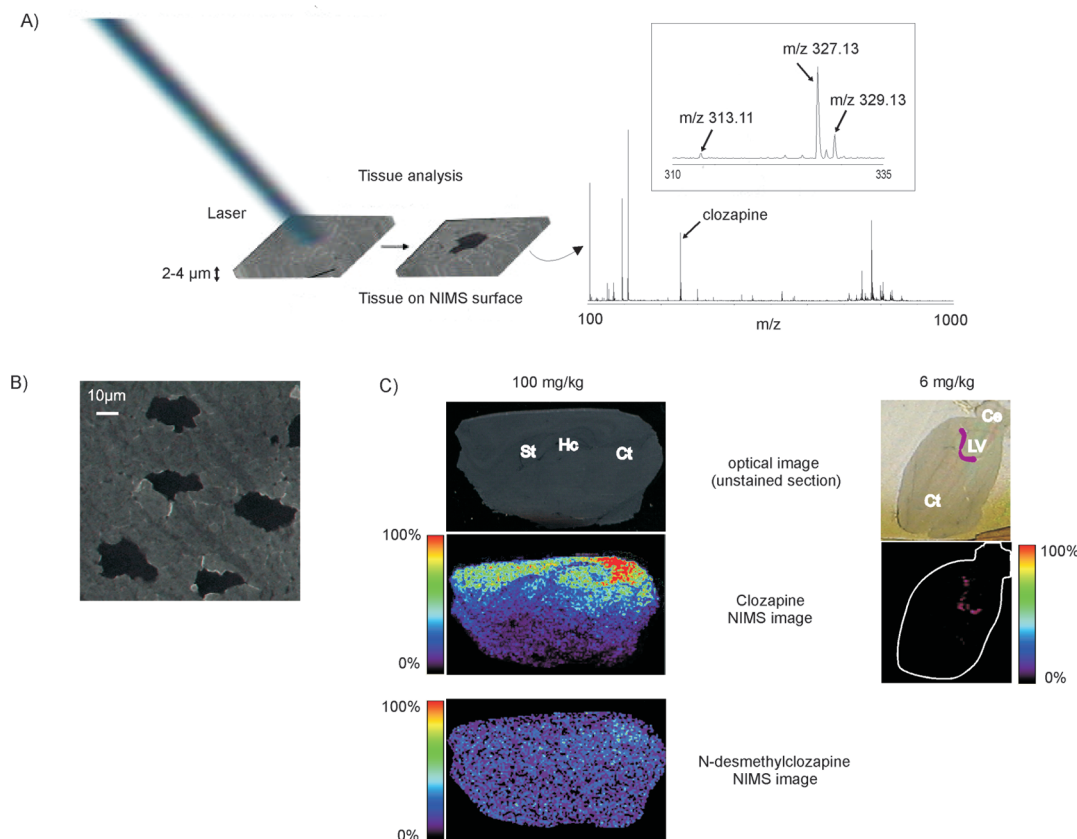 A)
m/z 327.13
m/z 329.13
m/z 313.11
310
335
Tissue analysis
Laser
clozapine
2-4 µm
Tissue on NIMS surface
100
m/z
1000
B)
10µm
C)
100 mg/kg
6 mg/kg
St
Hc
Ct
optical image
(unstained section)
Ce
LV
Ct
100%
0%
Clozapine
NIMS image
100%
0%
100%
0%
N-desmethylclozapine
NIMS image